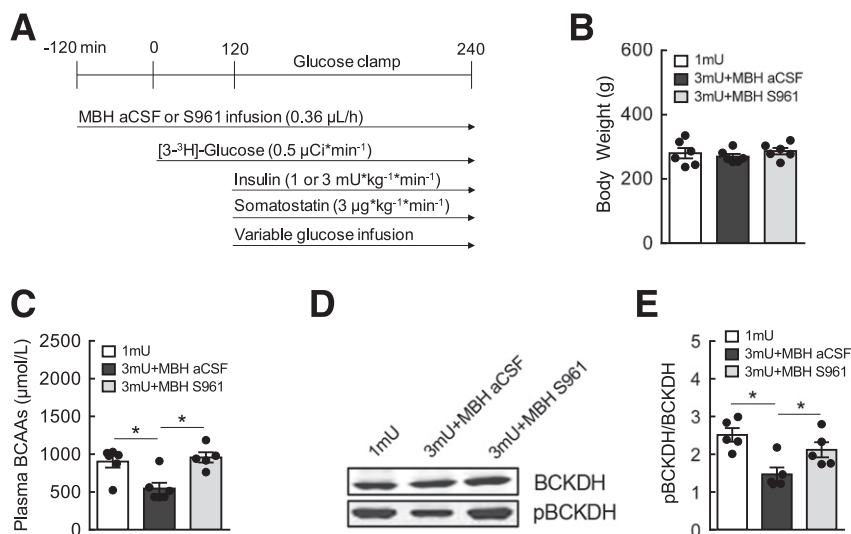 A
-120 min 0 120 240
Glucose clamp
MBH aCSF or S961 infusion (0.36 µL/h)
[3-³H]-Glucose (0.5 µCi*min⁻¹)
Insulin (1 or 3 mU*kg⁻¹*min⁻¹)
Somatostatin (3 µg*kg⁻¹*min⁻¹)
Variable glucose infusion
B
Body Weight (g)
600
400
200
0
1mU
3mU+MBH aCSF
3mU+MBH S961
C
Plasma BCAAs (µmol/L)
2500
2000
1500
1000
500
0
1mU
3mU+MBH aCSF
3mU+MBH S961
* *
D
1mU
3mU+MBH aCSF
3mU+MBH S961
BCKDH
pBCKDH
E
pBCKDH/BCKDH
5
4
3
2
1
0
1mU
3mU+MBH aCSF
3mU+MBH S961
* *